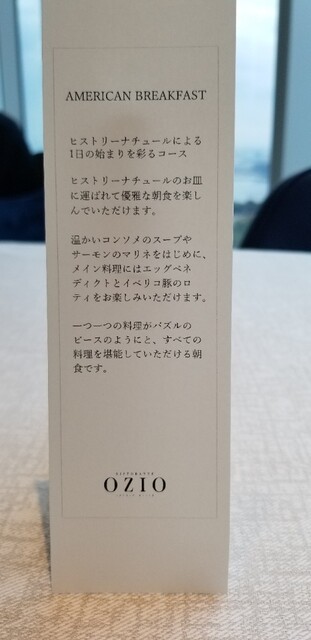 AMERICAN BREAKFAST
ヒストリーナチュールによる
1日の始まりを彩るコース
ヒストリーナチュールのお皿
に運ばれて優雅な朝食を楽し
んでいただけます。
温かいコンソメのスープや
サーモンのマリネをはじめに、
メイン料理にはエッグベネ
ディクトとイベリコ豚のロ
ティをお楽しみいただけます。
一つ一つの料理がパズルの
ピースのようにと、すべての
料理を堪能していただける朝
食です。
RISTORANTE
OZIO